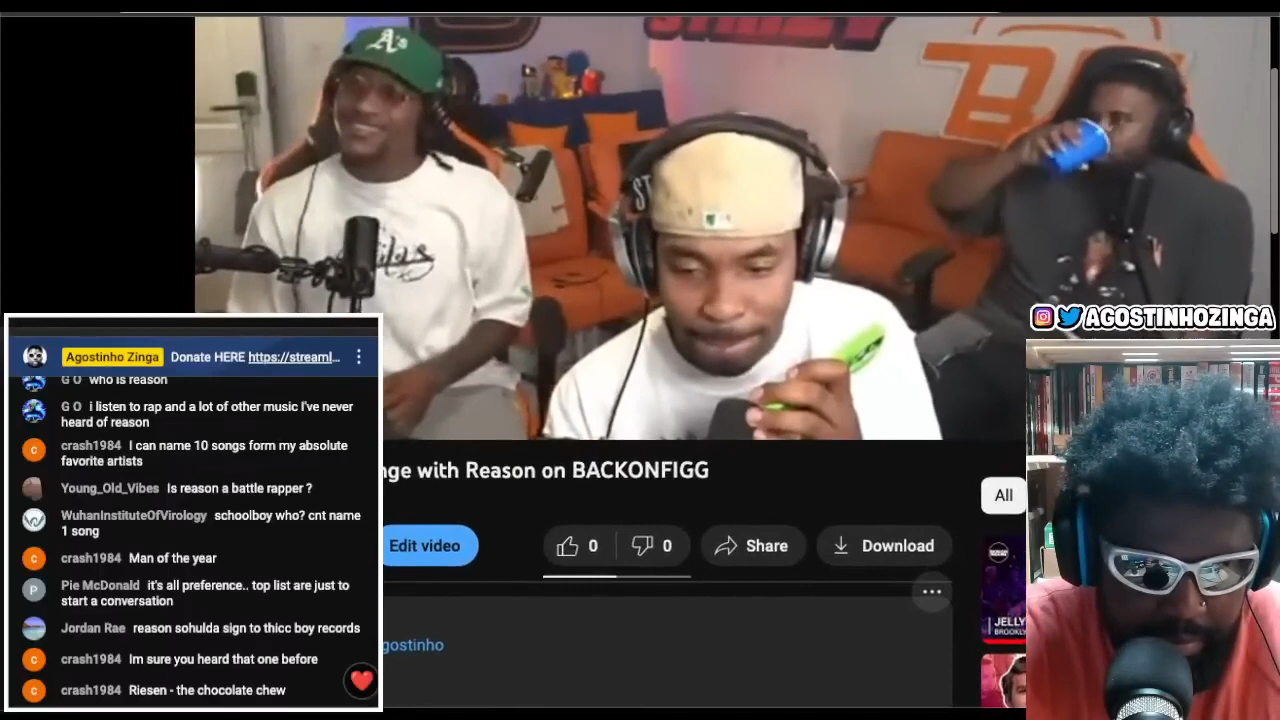 A's
AGOSTINHOZINGA
Agostinho Zinga Donate HERE https://streaml...
G O who is reason
G O i listen to rap and a lot of other music I've never
heard of reason
crash1984 I can name 10 songs form my absolute
favorite artists
Young_Old_Vibes Is reason a battle rapper ?
WuhanInstituteOfVirology schoolboy who? cnt name
1 song
crash1984 Man of the year
Pie McDonald it's all preference.. top list are just to
start a conversation
Jordan Rae reason sohulda sign to thicc boy records
crash1984 Im sure you heard that one before
crash1984 Riesen - the chocolate chew
nge with Reason on BACKONFIGG
Edit video
0
0
Share
Download
All
gostinho
JELLY
BROOKLY